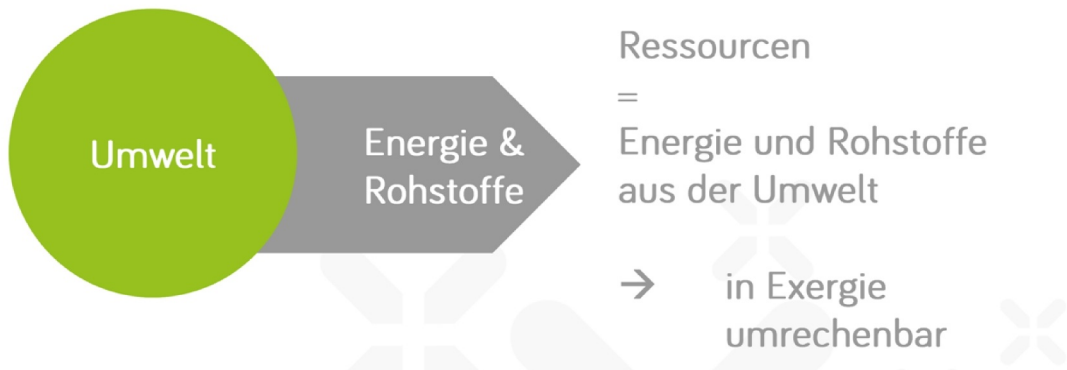 Umwelt
Energie &
Rohstoffe
Ressourcen
=
Energie und Rohstoffe
aus der Umwelt
→ in Exergie
umrechenbar